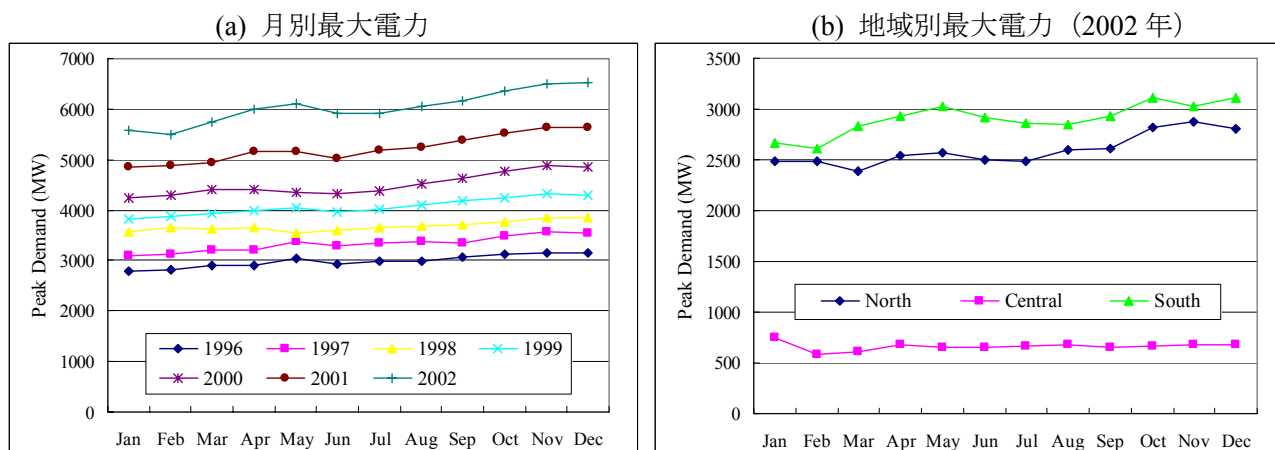 (a) 月別最大電力
7000
6000
5000
4000
3000
2000
1000
0
Peak Demand (MW)
1996 1997 1998 1999
2000 2001 2002
Jan Feb Mar Apr May Jun Jul Aug Sep Oct Nov Dec
(b) 地域別最大電力（2002 年）
3500
3000
2500
2000
1500
1000
500
0
Peak Demand (MW)
North Central South
Jan Feb Mar Apr May Jun Jul Aug Sep Oct Nov Dec